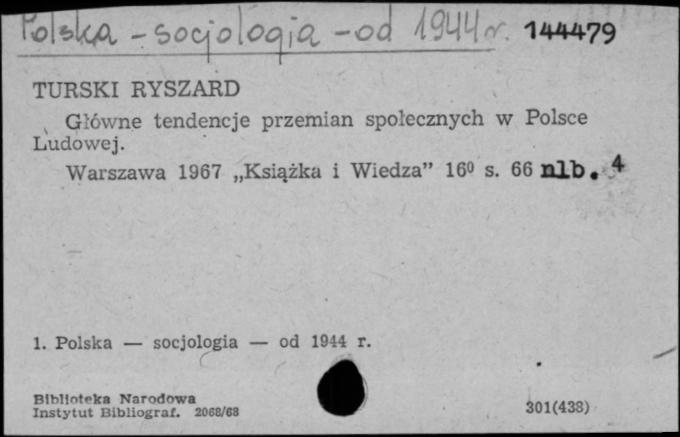 Polska - socjologia - od 1944 r. 144479
TURSKI RYSZARD
Główne tendencje przemian społecznych w Polsce
Ludowej.
Warszawa 1967 „Książka i Wiedza” 16⁰ s. 66 nlb. 4
1. Polska — socjologia — od 1944 r.
Biblioteka Narodowa
Instytut Bibliograf. 2068/68
301(438)